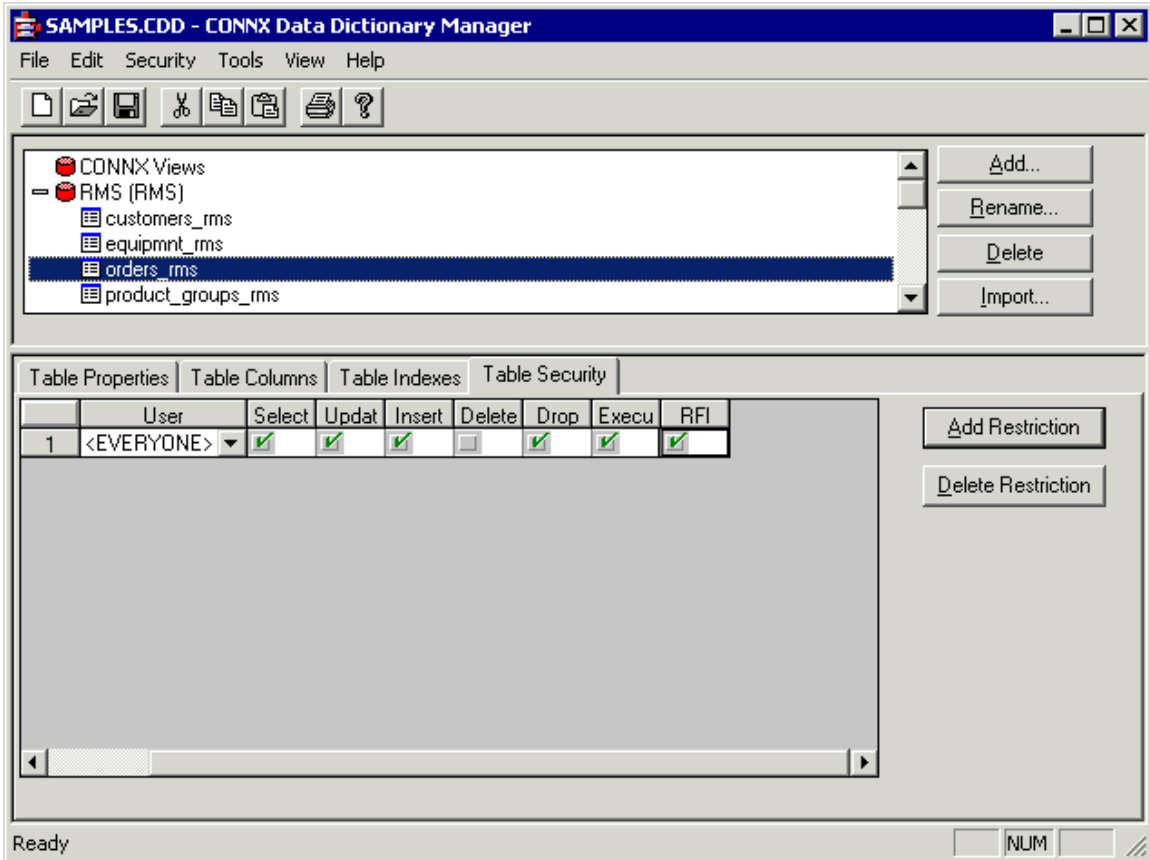 SAMPLES.CDD - CONNX Data Dictionary Manager
File Edit Security Tools View Help
CONNX Views
RMS (RMS)
customers_rms
equipmnt_rms
orders_rms
product_groups_rms
Add...
Rename...
Delete
Import...
Table Properties Table Columns Table Indexes Table Security
User Select Updat Insert Delete Drop Execu RFI
1 <EVERYONE>
Add Restriction
Delete Restriction
Ready NUM